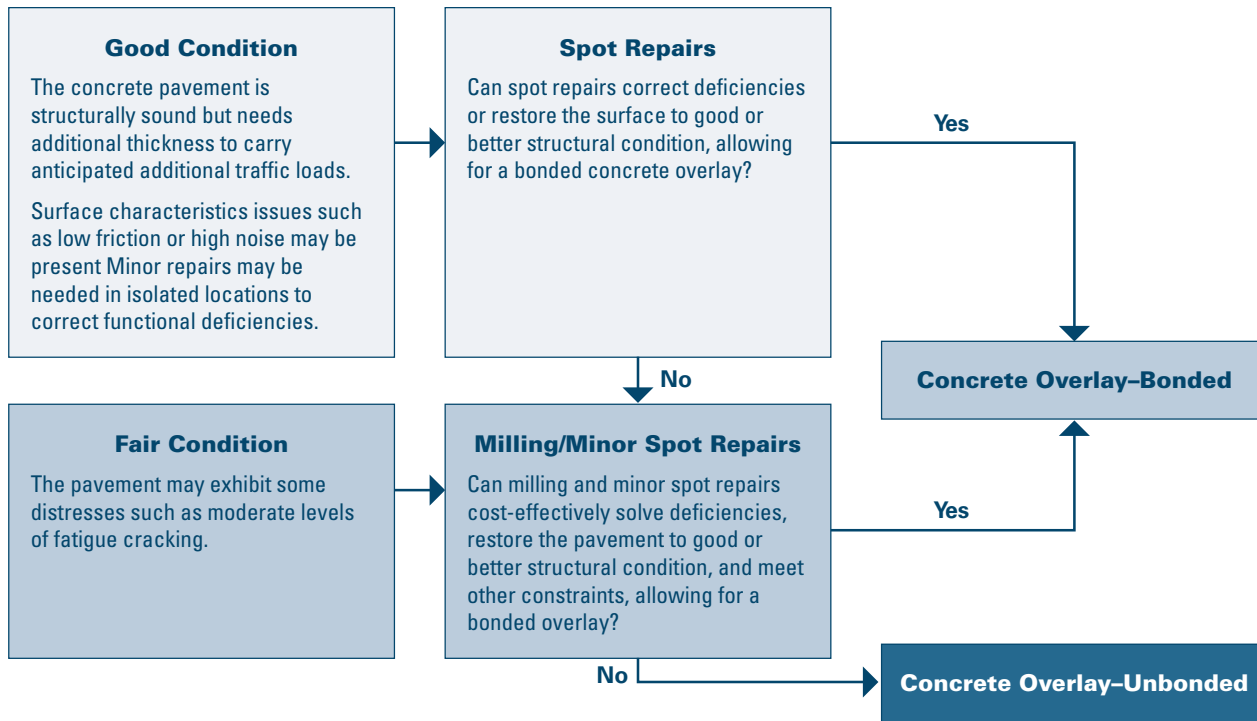 Good Condition
The concrete pavement is
structurally sound but needs
additional thickness to carry
anticipated additional traffic loads.
Surface characteristics issues such
as low friction or high noise may be
present Minor repairs may be
needed in isolated locations to
correct functional deficiencies.
Spot Repairs
Can spot repairs correct deficiencies
or restore the surface to good or
better structural condition, allowing
for a bonded concrete overlay?
Yes
No
Concrete Overlay–Bonded
Fair Condition
The pavement may exhibit some
distresses such as moderate levels
of fatigue cracking.
Milling/Minor Spot Repairs
Can milling and minor spot repairs
cost-effectively solve deficiencies,
restore the pavement to good or
better structural condition, and meet
other constraints, allowing for a
bonded overlay?
Yes
No
Concrete Overlay–Unbonded